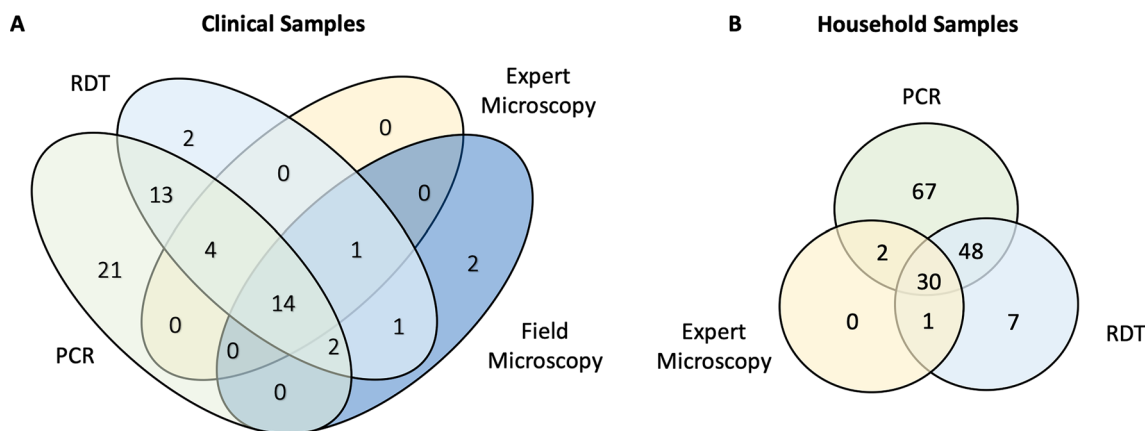 A
Clinical Samples
RDT
Expert
Microscopy
2
0
0
13
0
4
1
21
2
14
0
1
0
2
0
PCR
Field
Microscopy
B
Household Samples
PCR
67
2
48
30
0
1
7
Expert
Microscopy
RDT